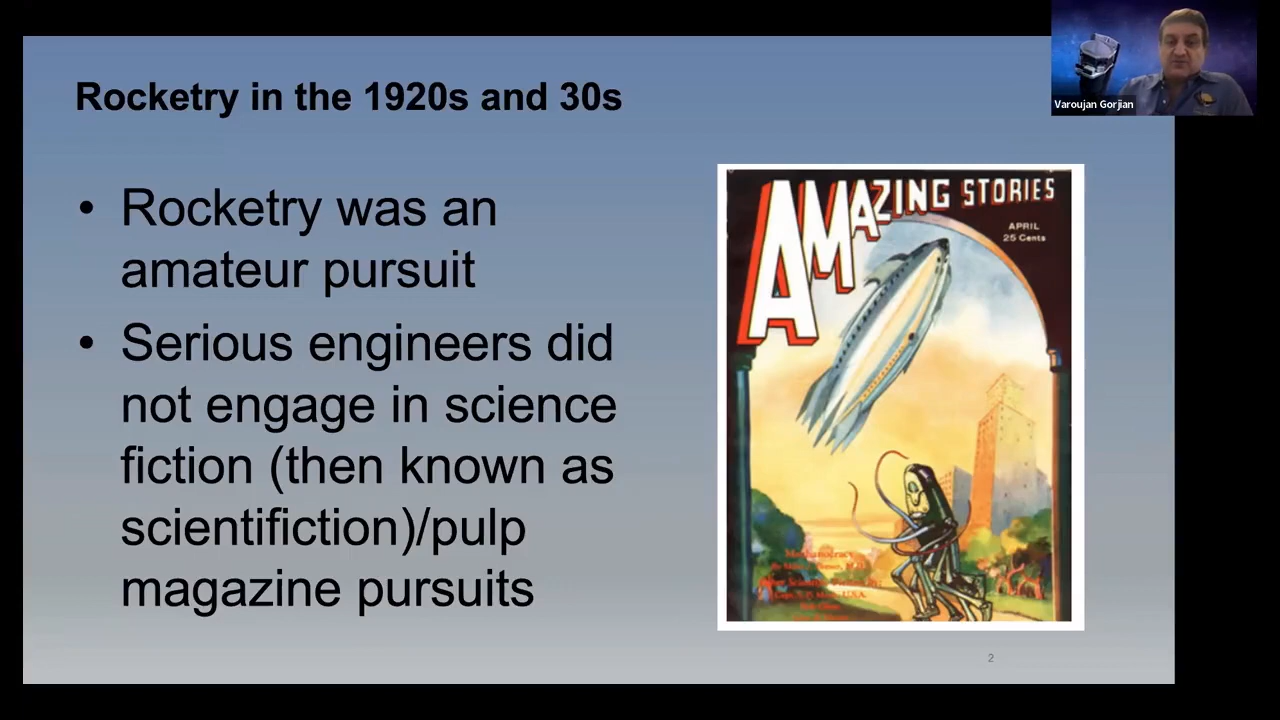 Varoujan Gorjian
Rocketry in the 1920s and 30s
• Rocketry was an
amateur pursuit
• Serious engineers did
not engage in science
fiction (then known as
scientifiction)/pulp
magazine pursuits
AMAZING STORIES
APRIL
25 Cents
2